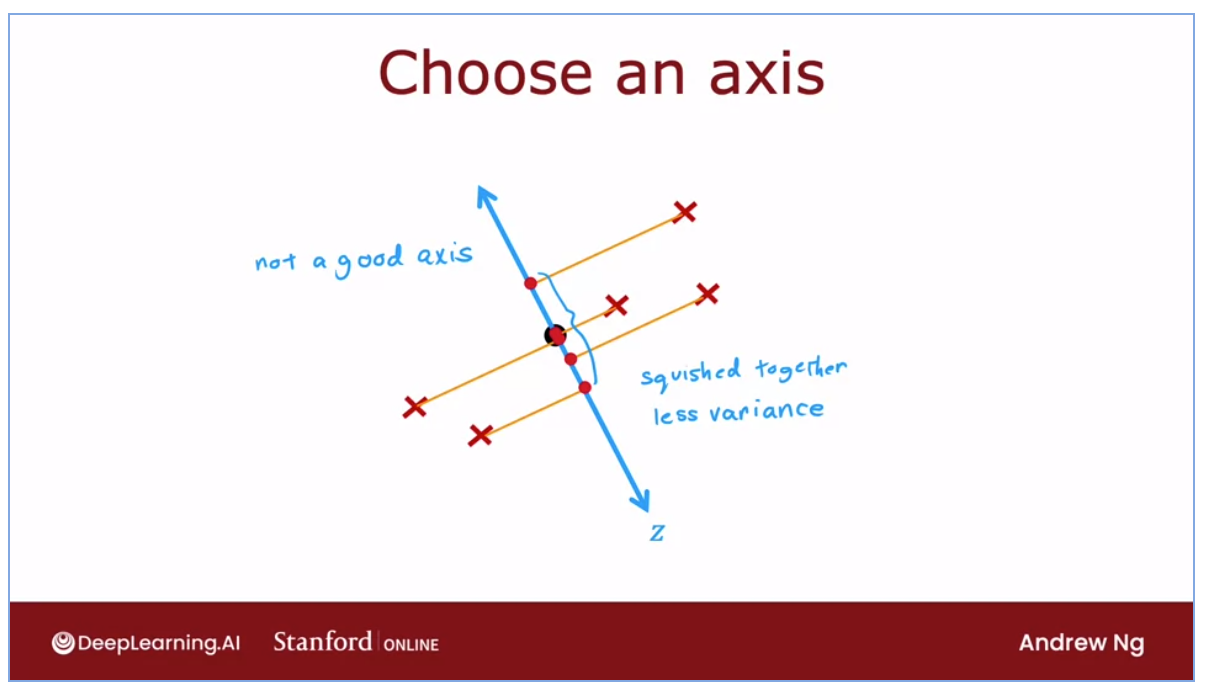 Choose an axis
not a good axis
squished together
less variance
z
DeepLearning.AI Stanford ONLINE Andrew Ng